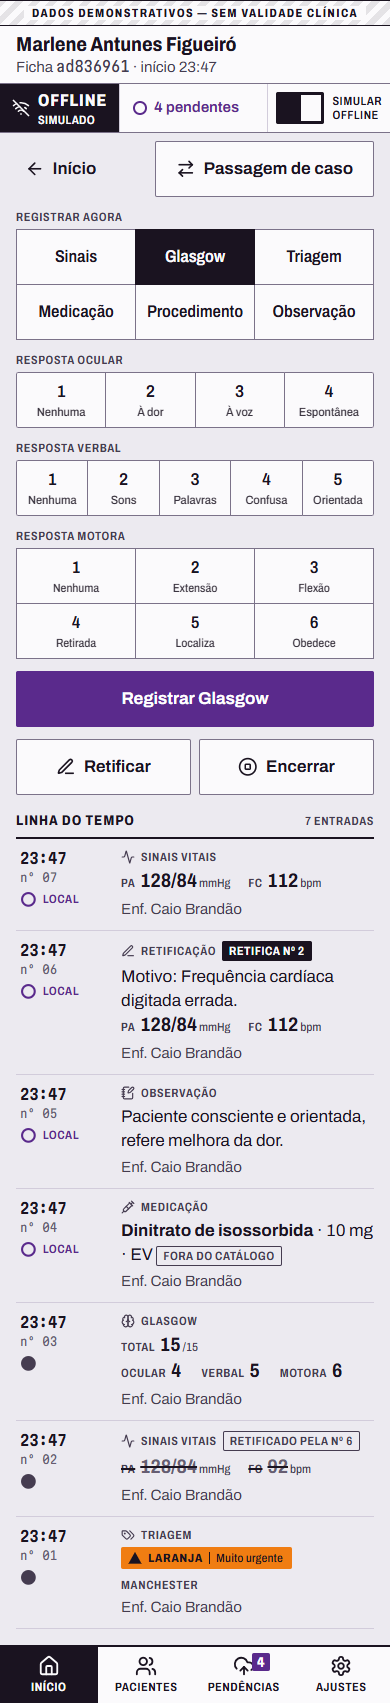 DADOS DEMONSTRATIVOS — SEM VALIDADE CLÍNICA
Marlene Antunes Figueiró
Ficha ad836961 · início 23:47
OFFLINE
SIMULADO
4 pendentes
SIMULAR
OFFLINE
Início
Passagem de caso
REGISTRAR AGORA
Sinais
Glasgow
Triagem
Medicação
Procedimento
Observação
RESPOSTA OCULAR
1
Nenhuma
2
À dor
3
À voz
4
Espontânea
RESPOSTA VERBAL
1
Nenhuma
2
Sons
3
Palavras
4
Confusa
5
Orientada
RESPOSTA MOTORA
1
Nenhuma
2
Extensão
3
Flexão
4
Retirada
5
Localiza
6
Obedece
Registrar Glasgow
Retificar
Encerrar
LINHA DO TEMPO
7 ENTRADAS
23:47
n° 07
LOCAL
SINAIS VITAIS
PA 128/84 mmHg FC 112 bpm
Enf. Caio Brandão
23:47
n° 06
LOCAL
RETIFICAÇÃO RETIFICA Nº 2
Motivo: Frequência cardíaca
digitada errada.
PA 128/84 mmHg FC 112 bpm
Enf. Caio Brandão
23:47
n° 05
LOCAL
OBSERVAÇÃO
Paciente consciente e orientada,
refere melhora da dor.
Enf. Caio Brandão
23:47
n° 04
LOCAL
MEDICAÇÃO
Dinitrato de isossorbida · 10 mg
· EV FORA DO CATÁLOGO
Enf. Caio Brandão
23:47
n° 03
GLASGOW
TOTAL 15 /15
OCULAR 4 VERBAL 5 MOTORA 6
Enf. Caio Brandão
23:47
n° 02
SINAIS VITAIS RETIFICADO PELA Nº 6
PA 128/84 mmHg FC 92 bpm
Enf. Caio Brandão
23:47
n° 01
TRIAGEM
LARANJA | Muito urgente
MANCHESTER
Enf. Caio Brandão
INÍCIO
PACIENTES
4
PENDÊNCIAS
AJUSTES